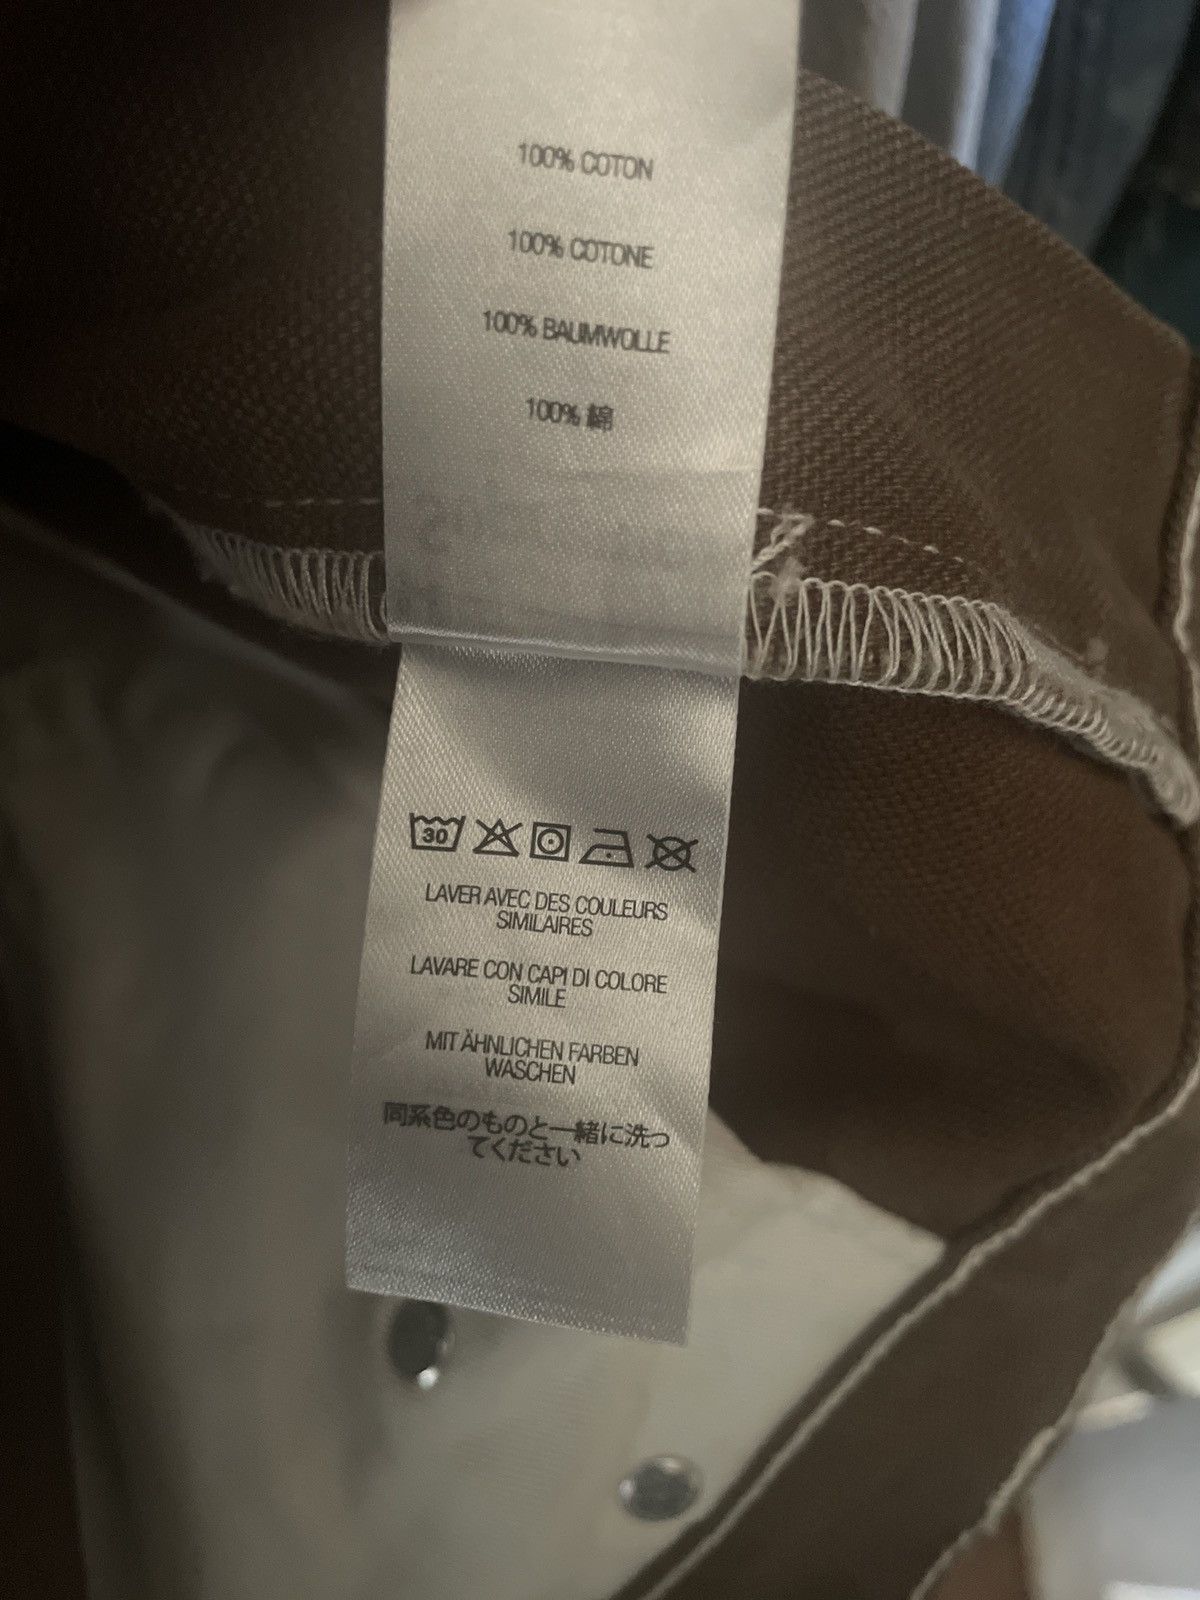 100% COTON
100% COTONE
100% BAUMWOLLE
100% 綿
30
LAVER AVEC DES COULEURS
SIMILAIRES
LAVARE CON CAPI DI COLORE
SIMILE
MIT ÄHNLICHEN FARBEN
WASCHEN
同系色のものと一緒に洗っ
てください